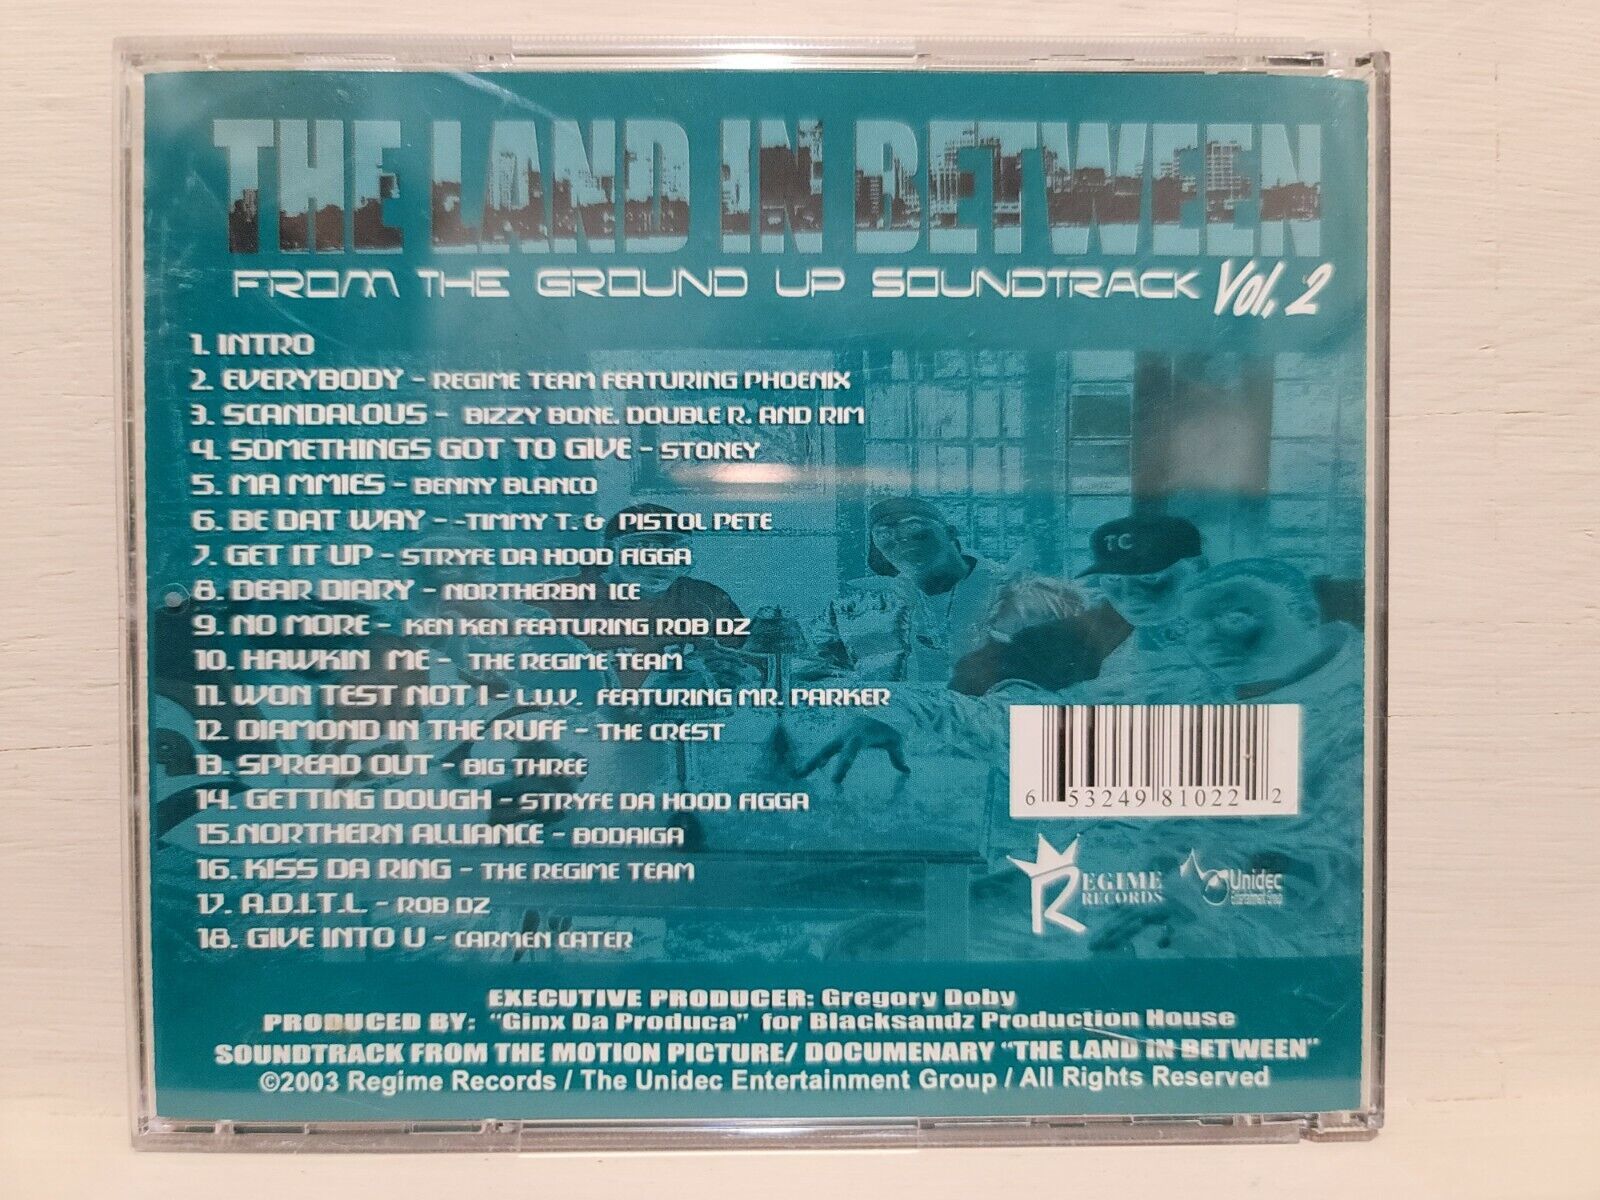 THE LAND IN BETWEEN
FROM THE GROUND UP SOUNDTRACK Vol, 2
1. INTRO
2. EVERYBODY - REGIME TEAM FEATURING PHOENIX
3. SCANDALOUS - BIZZY BONE. DOUBLE R. AND RIM
4. SOMETHINGS GOT TO GIVE - STONEY
5. MA MMIES - BENNY BLANCO
6. BE DAT WAY - -TIMMY T. & PISTOL PETE
7. GET IT UP - STRYFE DA HOOD FIGGA
8. DEAR DIARY - NORTHERBN ICE
9. NO MORE - KEN KEN FEATURING ROB DZ
10. HAWKIN ME - THE REGIME TEAM
11. WON TEST NOT I - L.U.V. FEATURING MR. PARKER
12. DIAMOND IN THE RUFF - THE CREST
13. SPREAD OUT - BIG THREE
14. GETTING DOUGH - STRYFE DA HOOD FIGGA
15.NORTHERN ALLIANCE - BODAIGA
16. KISS DA RING - THE REGIME TEAM
17. A.D.I.T.L - ROB DZ
18. GIVE INTO U - CARMEN CATER
TC
6 53249 81022 2
REGIME
RECORDS
Unidec
Entertainment Group
EXECUTIVE PRODUCER: Gregory Doby
PRODUCED BY: "Ginx Da Produca" for Blacksandz Production House
SOUNDTRACK FROM THE MOTION PICTURE/ DOCUMENARY "THE LAND IN BETWEEN"
©2003 Regime Records / The Unidec Entertainment Group / All Rights Reserved